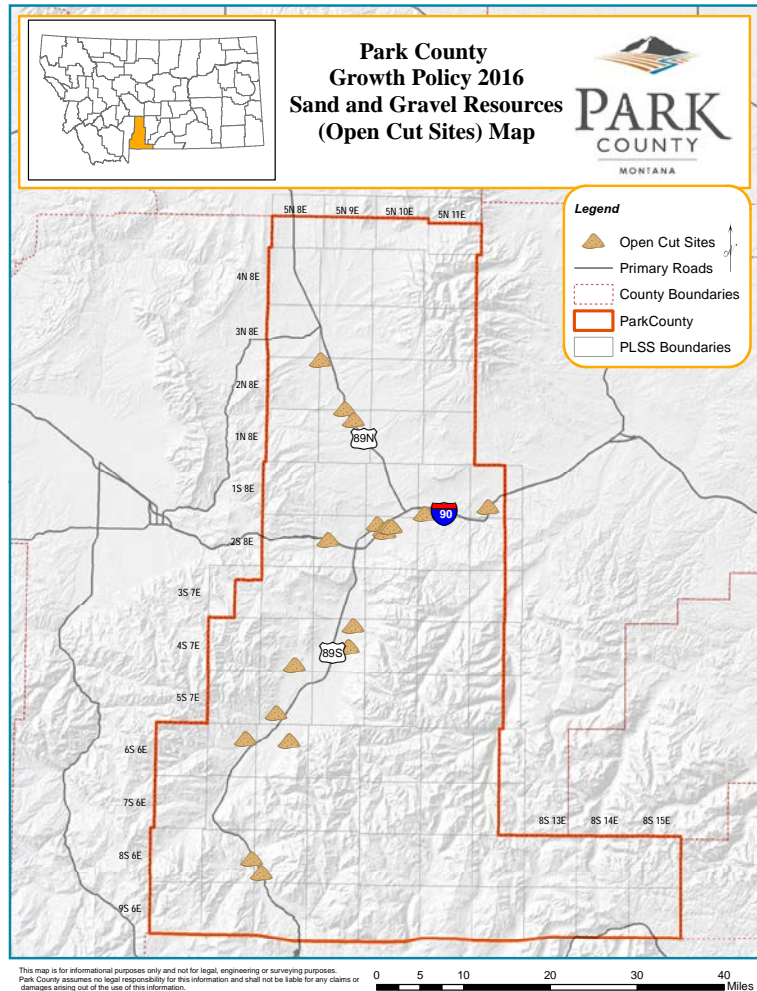 Park County
Growth Policy 2016
Sand and Gravel Resources
(Open Cut Sites) Map
PARK
COUNTY
MONTANA
Legend
Open Cut Sites
N
Primary Roads
County Boundaries
ParkCounty
PLSS Boundaries
5N 8E 5N 9E 5N 10E 5N 11E
4N 8E
3N 8E
2N 8E
1N 8E
89N
1S 8E
90
2S 8E
3S 7E
4S 7E
89S
5S 7E
6S 6E
7S 6E
8S 13E 8S 14E 8S 15E
8S 6E
9S 6E
This map is for informational purposes only and not for legal, engineering or surveying purposes.
Park County assumes no legal responsibility for this information and shall not be liable for any claims or
damages arising out of the use of this information.
0 5 10 20 30 40
Miles